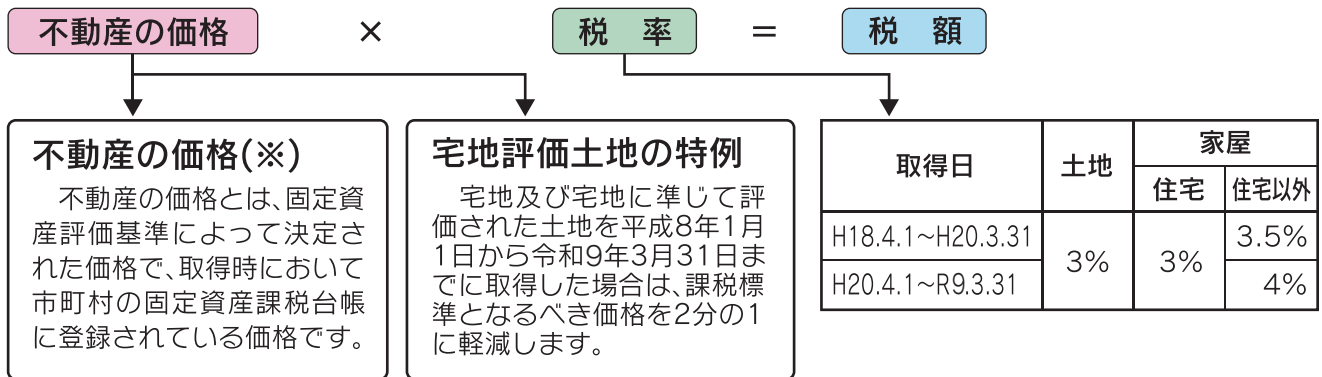 不動産の価格 × 税　率 ＝ 税　額
不動産の価格(※)
　不動産の価格とは、固定資
産評価基準によって決定さ
れた価格で、取得時において
市町村の固定資産課税台帳
に登録されている価格です。
宅地評価土地の特例
　宅地及び宅地に準じて評
価された土地を平成8年1月
1日から令和9年3月31日ま
でに取得した場合は、課税標
準となるべき価格を2分の1
に軽減します。
取得日 土地 家屋
住宅 住宅以外
H18.4.1～H20.3.31 3% 3% 3.5%
H20.4.1～R9.3.31 4%